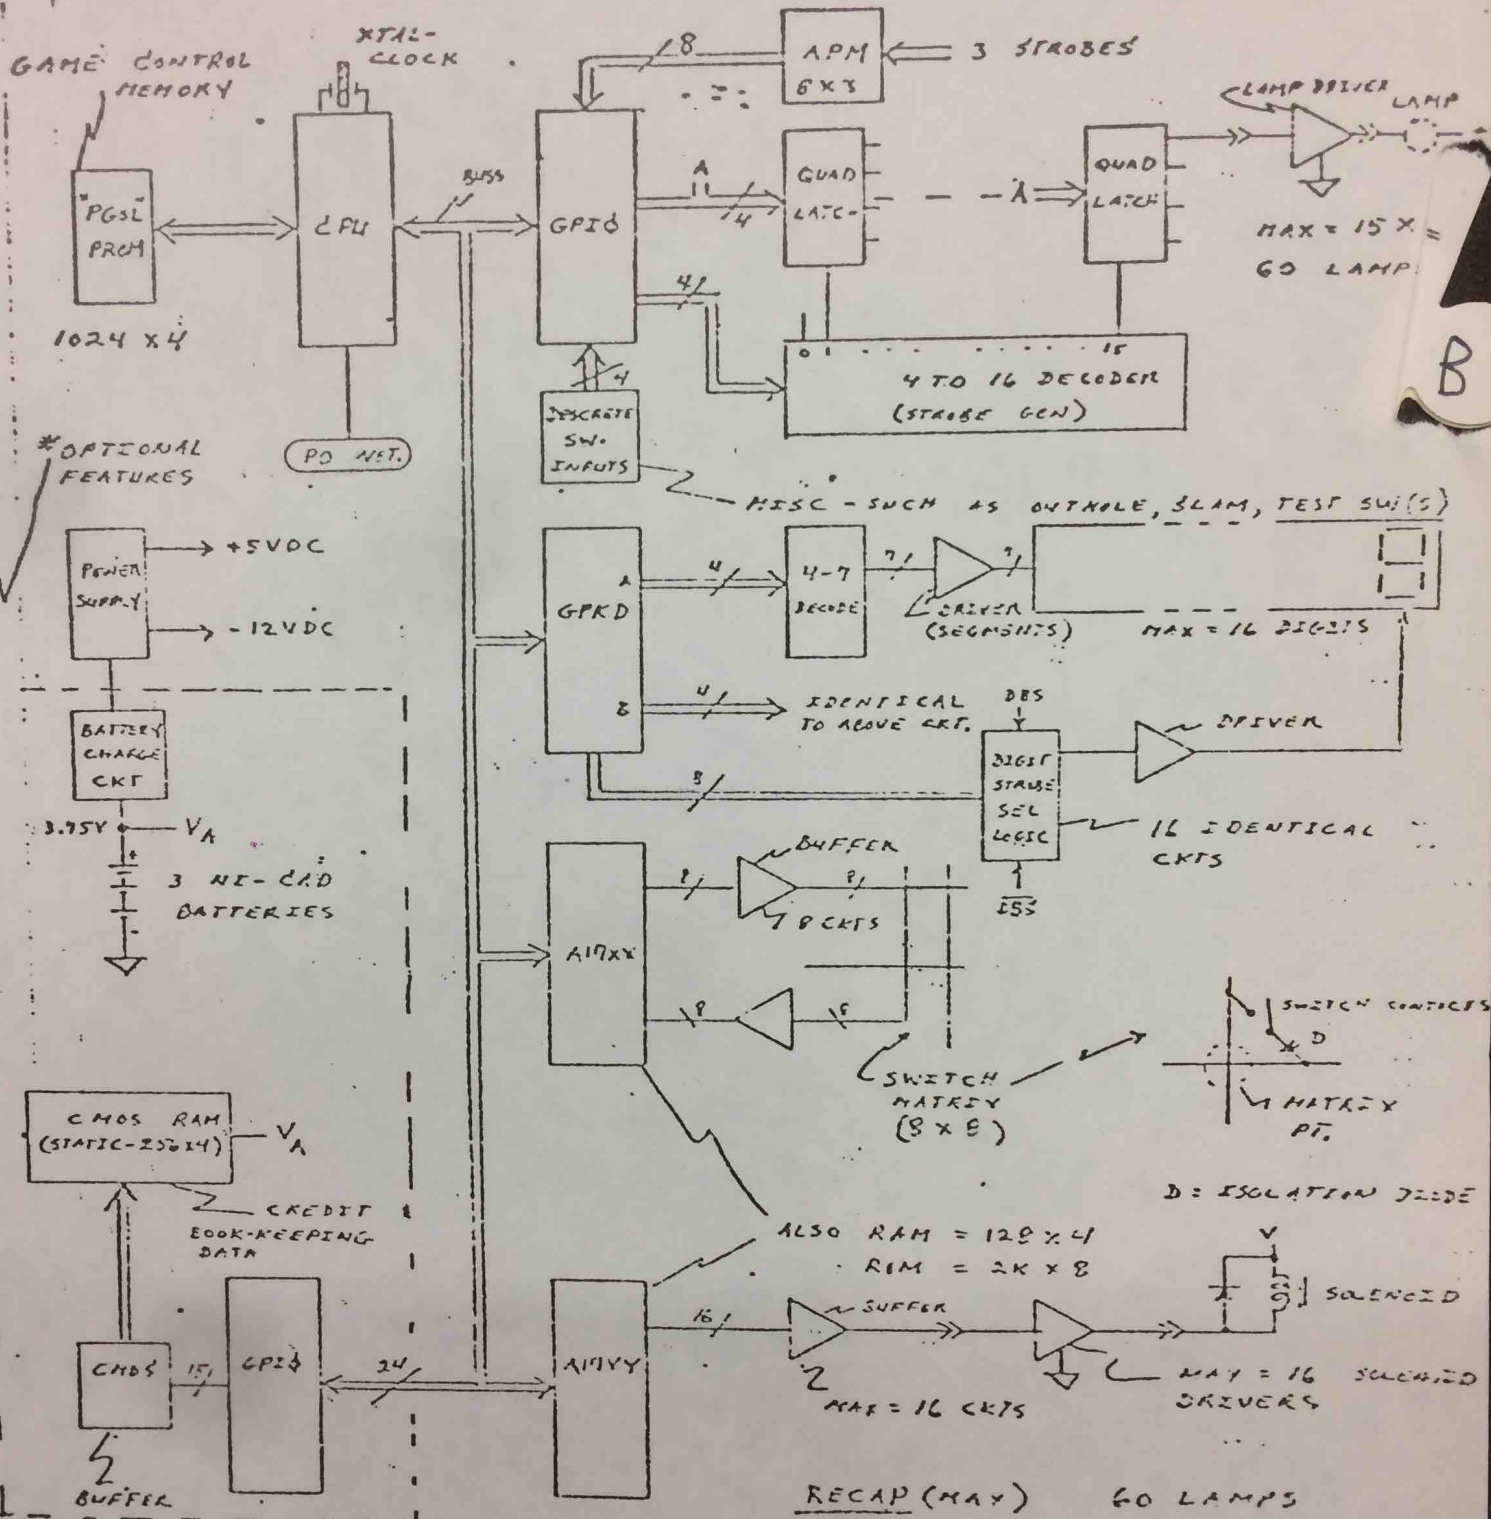 XTAL-
CLOCK
GAME CONTROL
MEMORY
8
APM
6 X 3
3 STROBES
LAMP DRIVER
LAMP
"PGOL"
PROM
1024 X 4
CPU
BUSS
GPIO
A
4
QUAD
LATCH
A
QUAD
LATCH
MAX = 15 X =
60 LAMP
B
4
0 1 15
4 TO 16 DECODER
(STROBE GEN)
4
DISCRETE
SW.
INPUTS
PO NET.
*OPTIONAL
FEATURES
MISC - SUCH AS OUTHOLE, SLAM, TEST SW(S)
POWER
SUPPLY
+5VDC
-12VDC
GPKD
A
4
4-7
DECODE
7
7
DRIVER
(SEGMENTS)
MAX = 16 DIGITS
B
4
IDENTICAL
TO ABOVE CKT.
DBS
DRIVER
BATTERY
CHARGE
CKT
8
DIGIT
STROBE
SEL
LOGIC
16 IDENTICAL
CKTS
3.75V
VA
+
3 NI-CAD
BATTERIES
-
A17XX
8
BUFFER
8
8 CKTS
8
8
SWITCH
MATRIX
(8 X 8)
SWITCH CONTACTS
D
MATRIX
PT.
D = ISOLATION DIODE
CMOS RAM
(STATIC-256X4)
VA
CREDIT
BOOK-KEEPING
DATA
ALSO RAM = 128 X 4
ROM = 2K X 8
CMOS
15
GPIO
24
A17YY
16
BUFFER
V
SOLENOID
MAX = 16 CKTS
MAX = 16 SOLENOID
DRIVERS
BUFFER
RECAP (MAX) 60 LAMPS